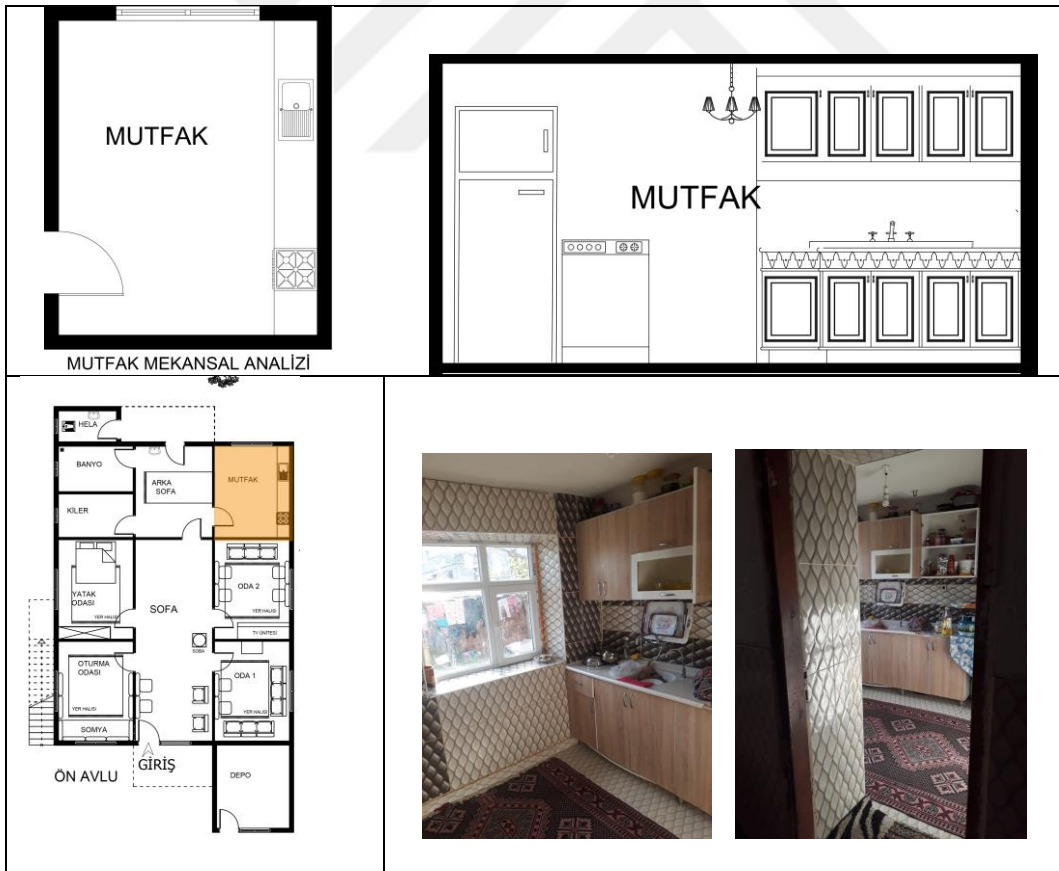 MUTFAK
MUTFAK
MUTFAK MEKANSAL ANALİZİ
HELA
BANYO
ARKA
SOFA
MUTFAK
KİLER
YATAK
ODASI
YER HALISI
SOFA
ODA 2
YER HALISI
TV ÜNİTESİ
SOBA
OTURMA
ODASI
YER HALISI
ODA 1
YER HALISI
SOMYA
ÖN AVLU
GİRİŞ
DEPO